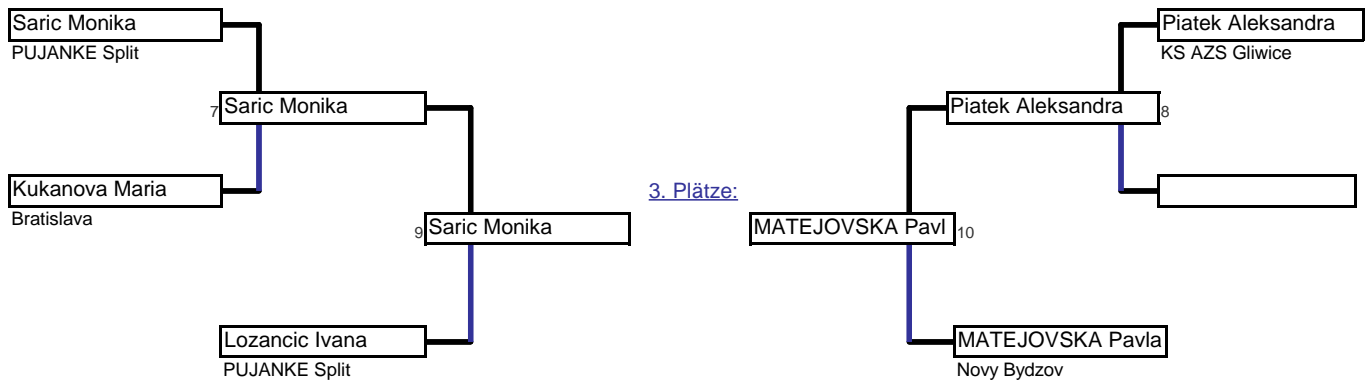 Saric Monika
PUJANKE Split
7 Saric Monika
Kukanova Maria
Bratislava
9 Saric Monika
Lozancic Ivana
PUJANKE Split
3. Plätze:
Piatek Aleksandra
KS AZS Gliwice
Piatek Aleksandra 8
MATEJOVSKA Pavl 10
MATEJOVSKA Pavla
Novy Bydzov